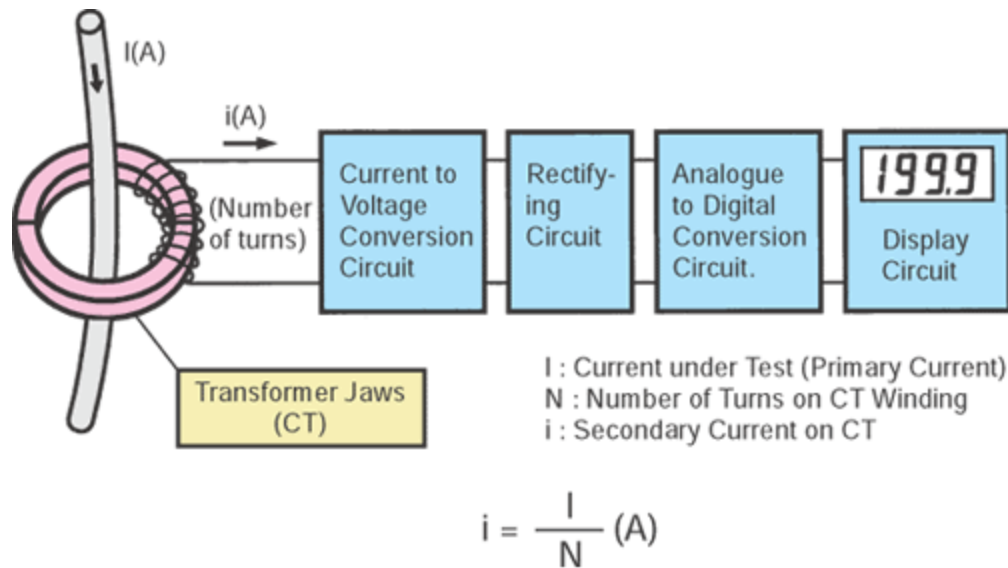 I(A)
i(A)
(Number
of turns)
Current to
Voltage
Conversion
Circuit
Rectify-
ing
Circuit
Analogue
to Digital
Conversion
Circuit.
199.9
Display
Circuit
Transformer Jaws
(CT)
I : Current under Test (Primary Current)
N : Number of Turns on CT Winding
i : Secondary Current on CT
i = I/N (A)